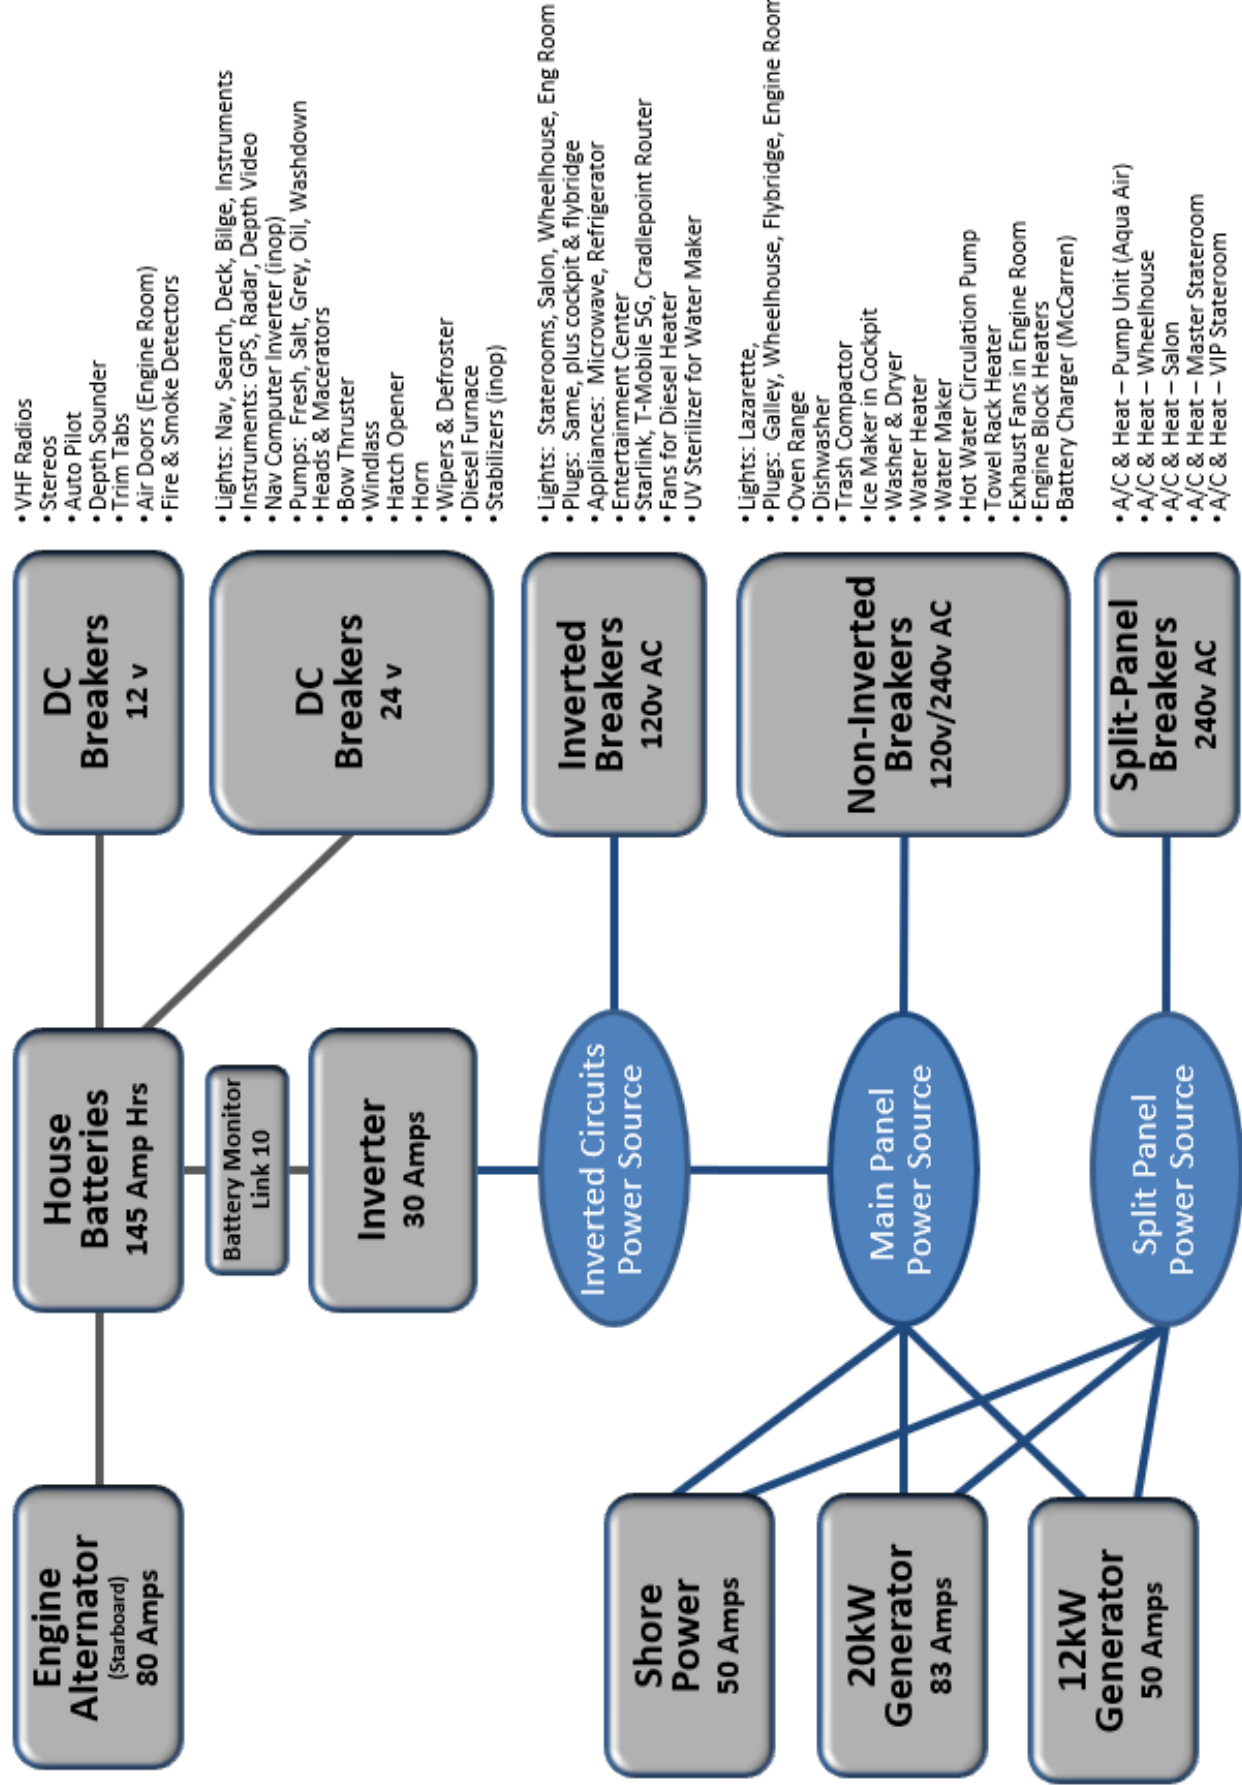 Engine
Alternator
(Starboard)
80 Amps
House
Batteries
145 Amp Hrs
DC
Breakers
12 v
• VHF Radios
• Stereos
• Auto Pilot
• Depth Sounder
• Trim Tabs
• Air Doors (Engine Room)
• Fire & Smoke Detectors
Battery Monitor
Link 10
DC
Breakers
24 v
• Lights: Nav, Search, Deck, Bilge, Instruments
• Instruments: GPS, Radar, Depth Video
• Nav Computer Inverter (inop)
• Pumps: Fresh, Salt, Grey, Oil, Washdown
• Heads & Macerators
• Bow Thruster
• Windlass
• Hatch Opener
• Horn
• Wipers & Defroster
• Diesel Furnace
• Stabilizers (inop)
Inverter
30 Amps
Inverted Circuits
Power Source
Inverted
Breakers
120v AC
• Lights: Staterooms, Salon, Wheelhouse, Eng Room
• Plugs: Same, plus cockpit & flybridge
• Appliances: Microwave, Refrigerator
• Entertainment Center
• Starlink, T-Mobile 5G, Cradlepoint Router
• Fans for Diesel Heater
• UV Sterilizer for Water Maker
Shore
Power
50 Amps
20kW
Generator
83 Amps
Main Panel
Power Source
Non-Inverted
Breakers
120v/240v AC
• Lights: Lazarette,
• Plugs: Galley, Wheelhouse, Flybridge, Engine Room
• Oven Range
• Dishwasher
• Trash Compactor
• Ice Maker in Cockpit
• Washer & Dryer
• Water Heater
• Water Maker
• Hot Water Circulation Pump
• Towel Rack Heater
• Exhaust Fans in Engine Room
• Engine Block Heaters
• Battery Charger (McCarren)
12kW
Generator
50 Amps
Split Panel
Power Source
Split-Panel
Breakers
240v AC
• A/C & Heat – Pump Unit (Aqua Air)
• A/C & Heat – Wheelhouse
• A/C & Heat – Salon
• A/C & Heat – Master Stateroom
• A/C & Heat – VIP Stateroom